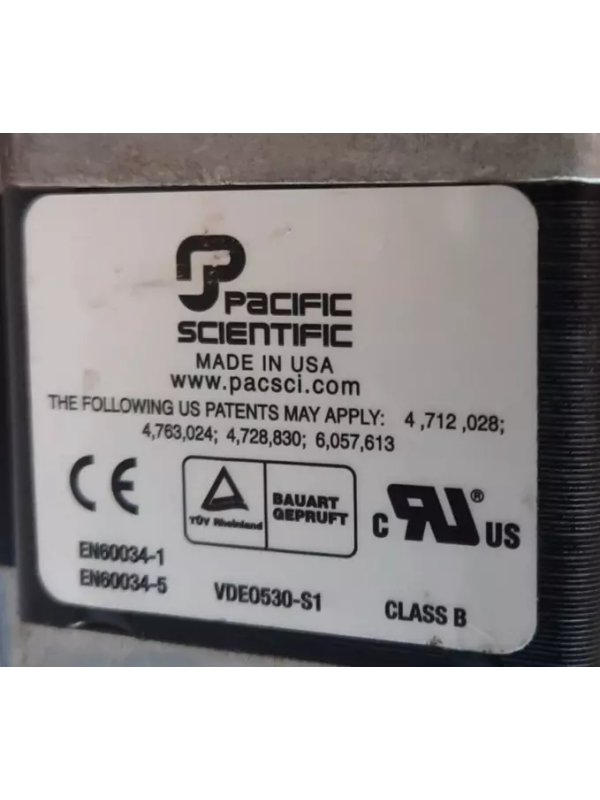 PACIFIC
SCIENTIFIC
MADE IN USA
www.pacsci.com
THE FOLLOWING US PATENTS MAY APPLY: 4 ,712 ,028;
4,763,024; 4,728,830; 6,057,613
CE
TÜV Rheinland
BAUART
GEPRUFT
C RU® US
EN60034-1
EN60034-5
VDE0530-S1
CLASS B